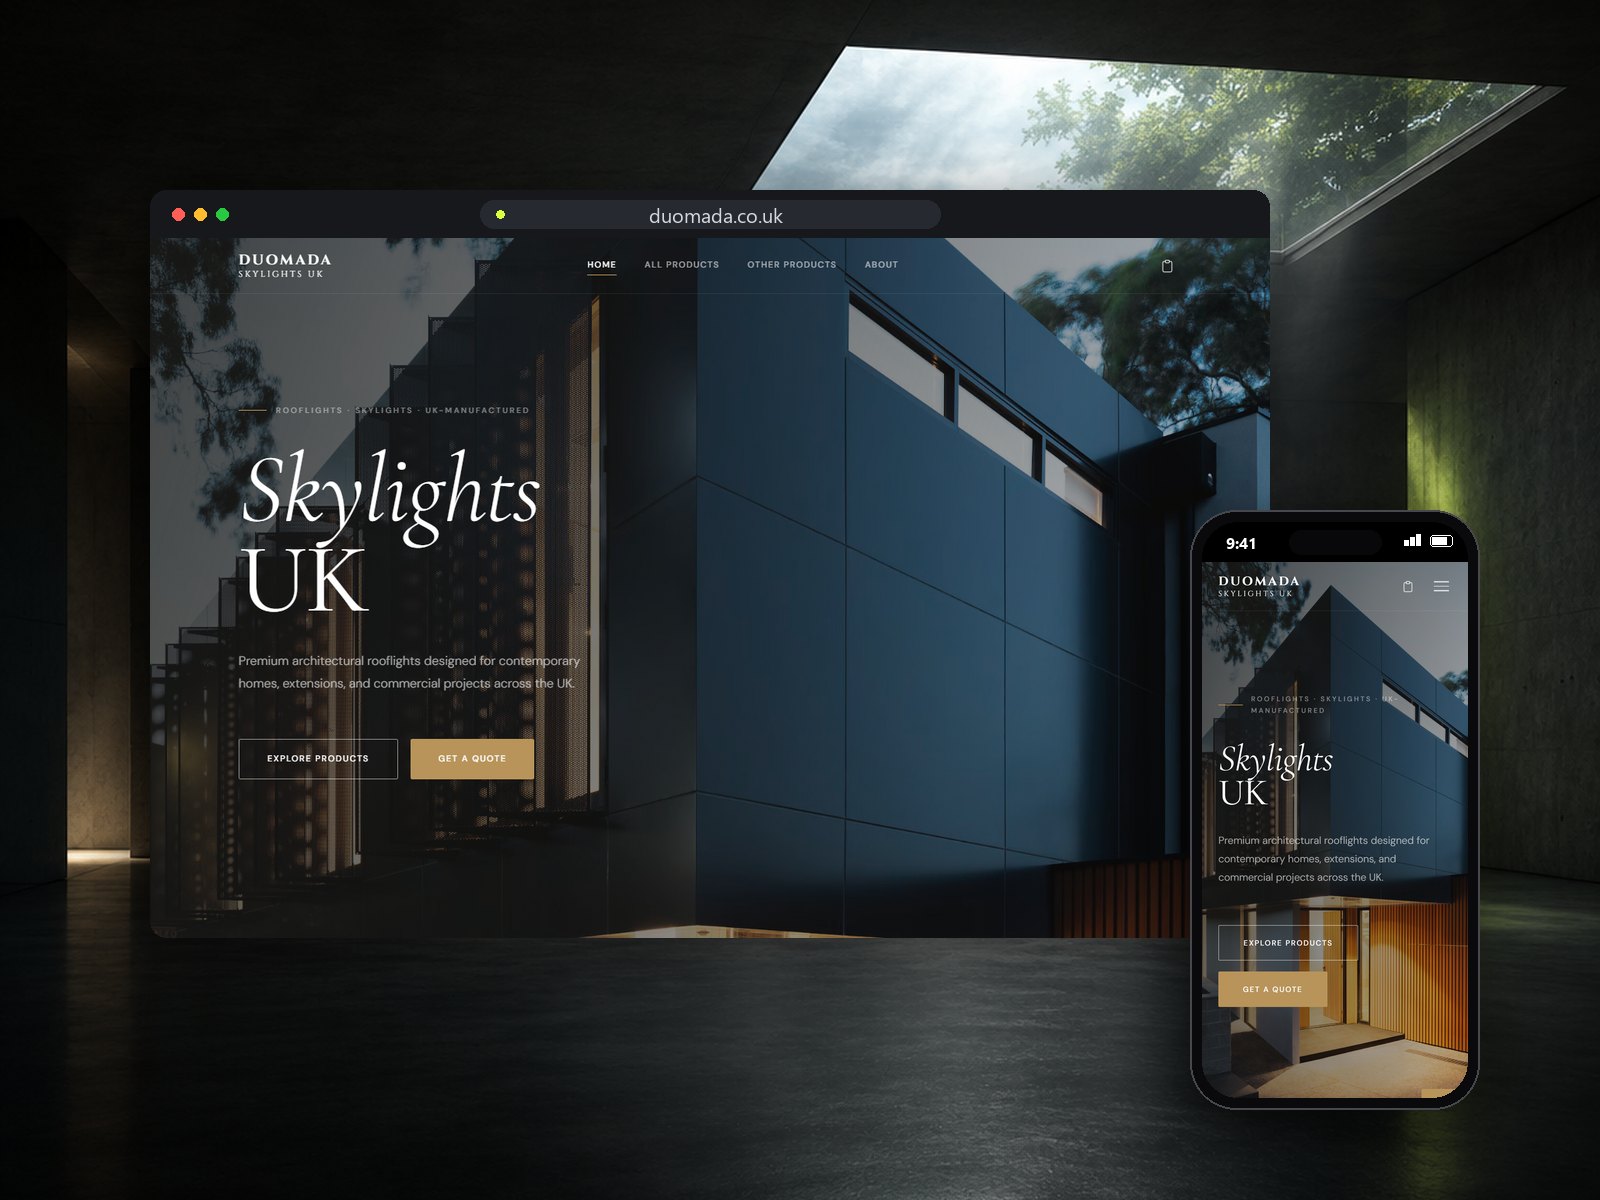 duomada.co.uk
DUOMADA
SKYLIGHTS UK
HOME ALL PRODUCTS OTHER PRODUCTS ABOUT
ROOFLIGHTS · SKYLIGHTS · UK-MANUFACTURED
Skylights
UK
Premium architectural rooflights designed for contemporary
homes, extensions, and commercial projects across the UK.
EXPLORE PRODUCTS GET A QUOTE
9:41
DUOMADA
SKYLIGHTS UK
ROOFLIGHTS · SKYLIGHTS · UK-
MANUFACTURED
Skylights
UK
Premium architectural rooflights designed for
contemporary homes, extensions, and
commercial projects across the UK.
EXPLORE PRODUCTS
GET A QUOTE